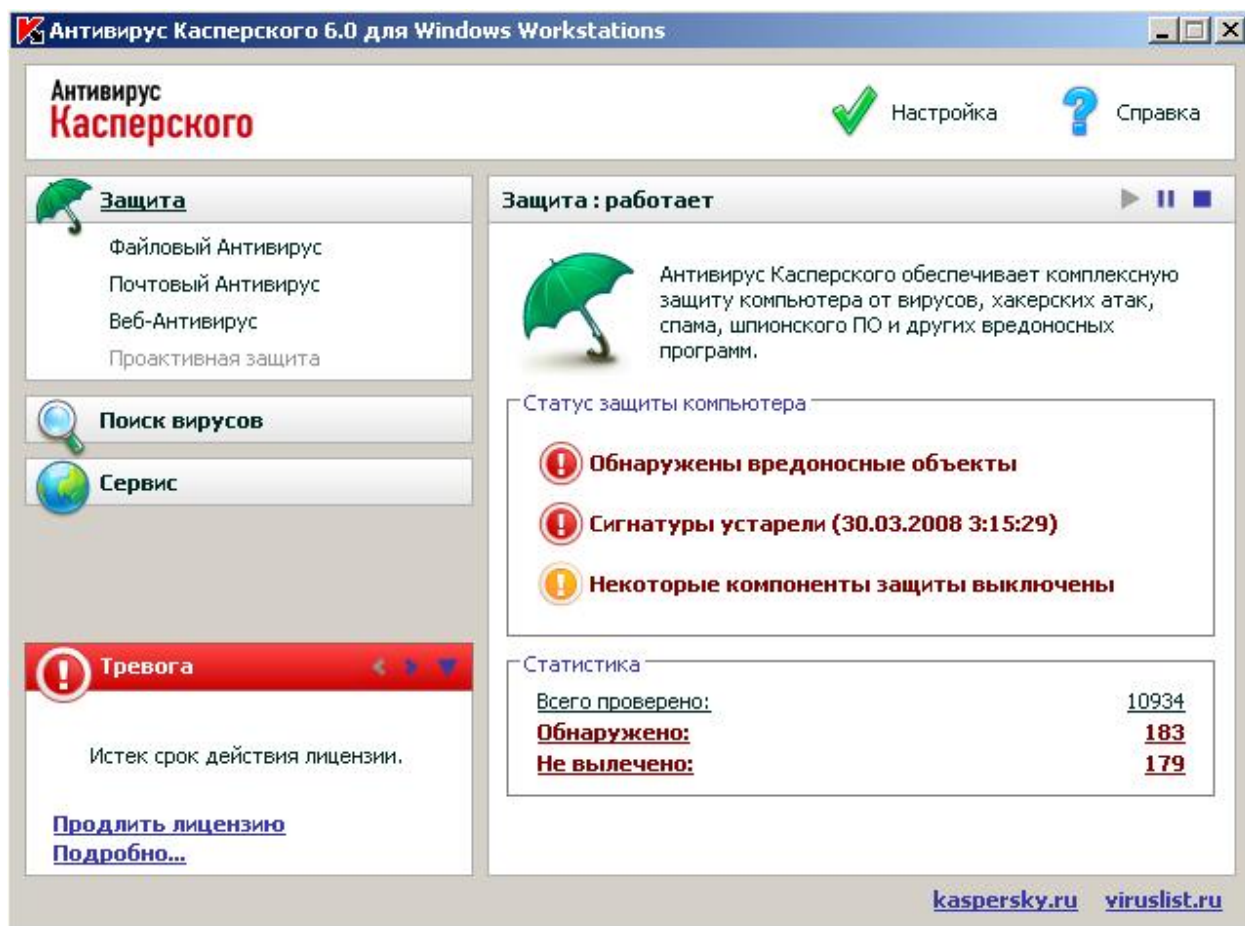 Антивирус Касперского 6.0 для Windows Workstations
Антивирус
Касперского
Настройка
Справка
Защита
Файловый Антивирус
Почтовый Антивирус
Веб-Антивирус
Проактивная защита
Поиск вирусов
Сервис
Тревога
Истек срок действия лицензии.
Продлить лицензию
Подробно...
Защита : работает
Антивирус Касперского обеспечивает комплексную
защиту компьютера от вирусов, хакерских атак,
спама, шпионского ПО и других вредоносных
программ.
Статус защиты компьютера
Обнаружены вредоносные объекты
Сигнатуры устарели (30.03.2008 3:15:29)
Некоторые компоненты защиты выключены
Статистика
Всего проверено: 10934
Обнаружено: 183
Не вылечено: 179
kaspersky.ru viruslist.ru